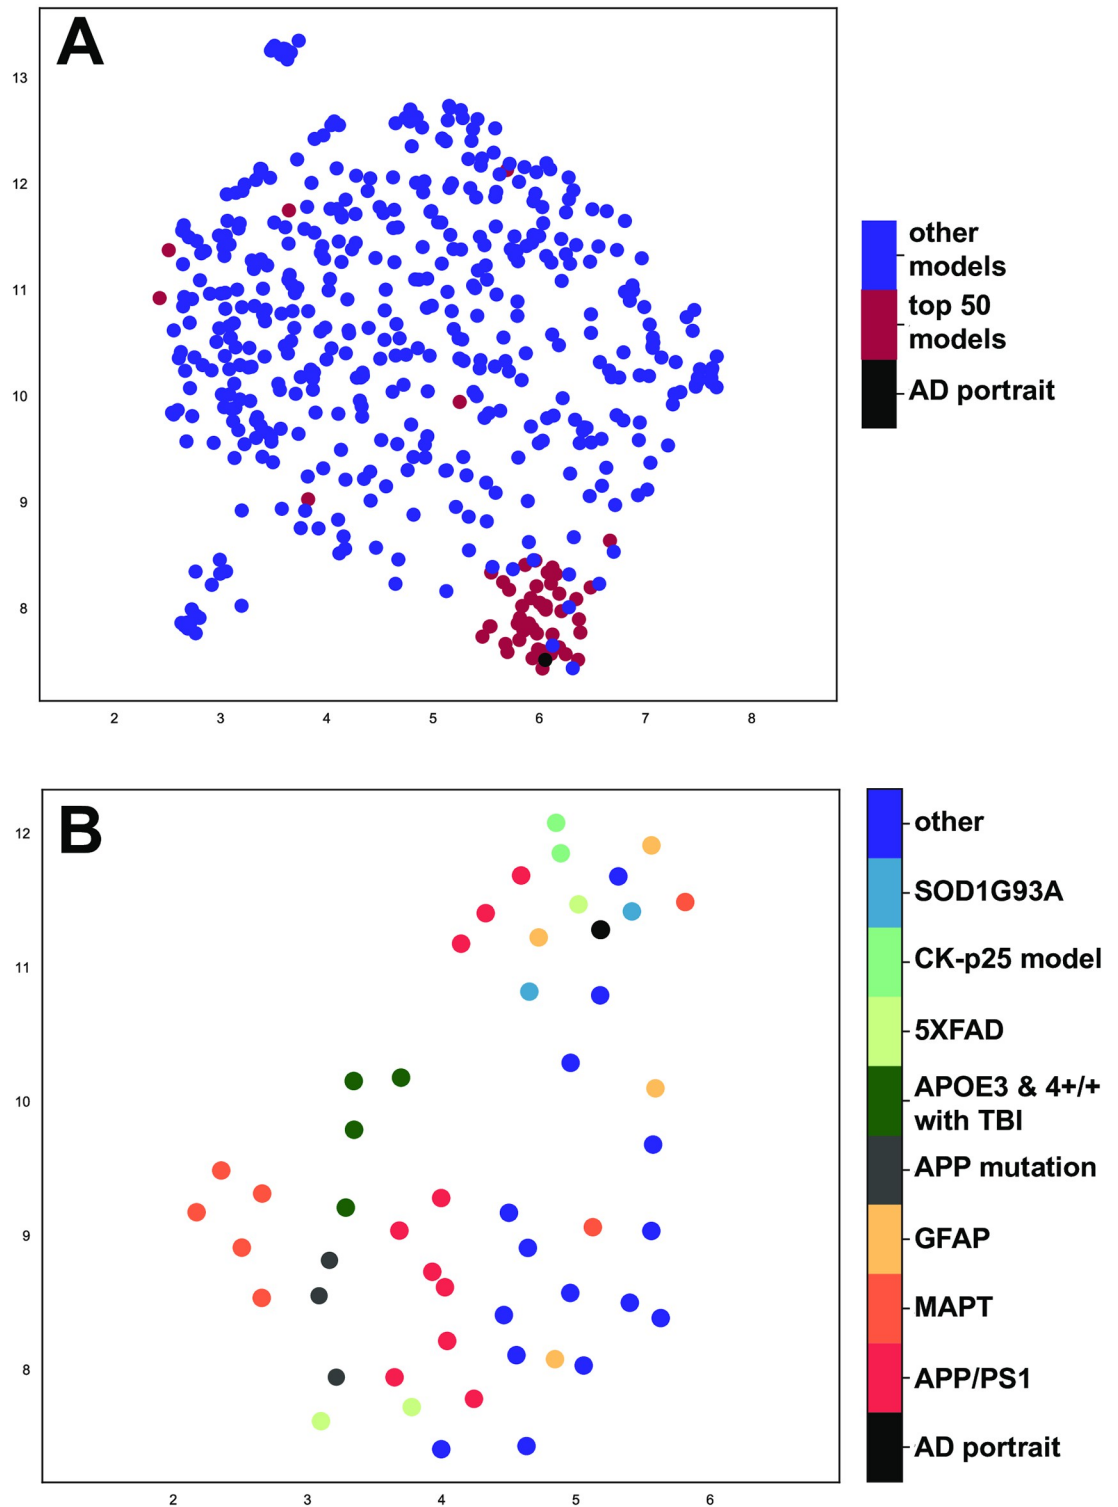 A
13
12
11
10
9
8
2 3 4 5 6 7 8
other
models
top 50
models
AD portrait
B
12
11
10
9
8
2 3 4 5 6
other
SOD1G93A
CK-p25 model
5XFAD
APOE3 & 4+/+
with TBI
APP mutation
GFAP
MAPT
APP/PS1
AD portrait